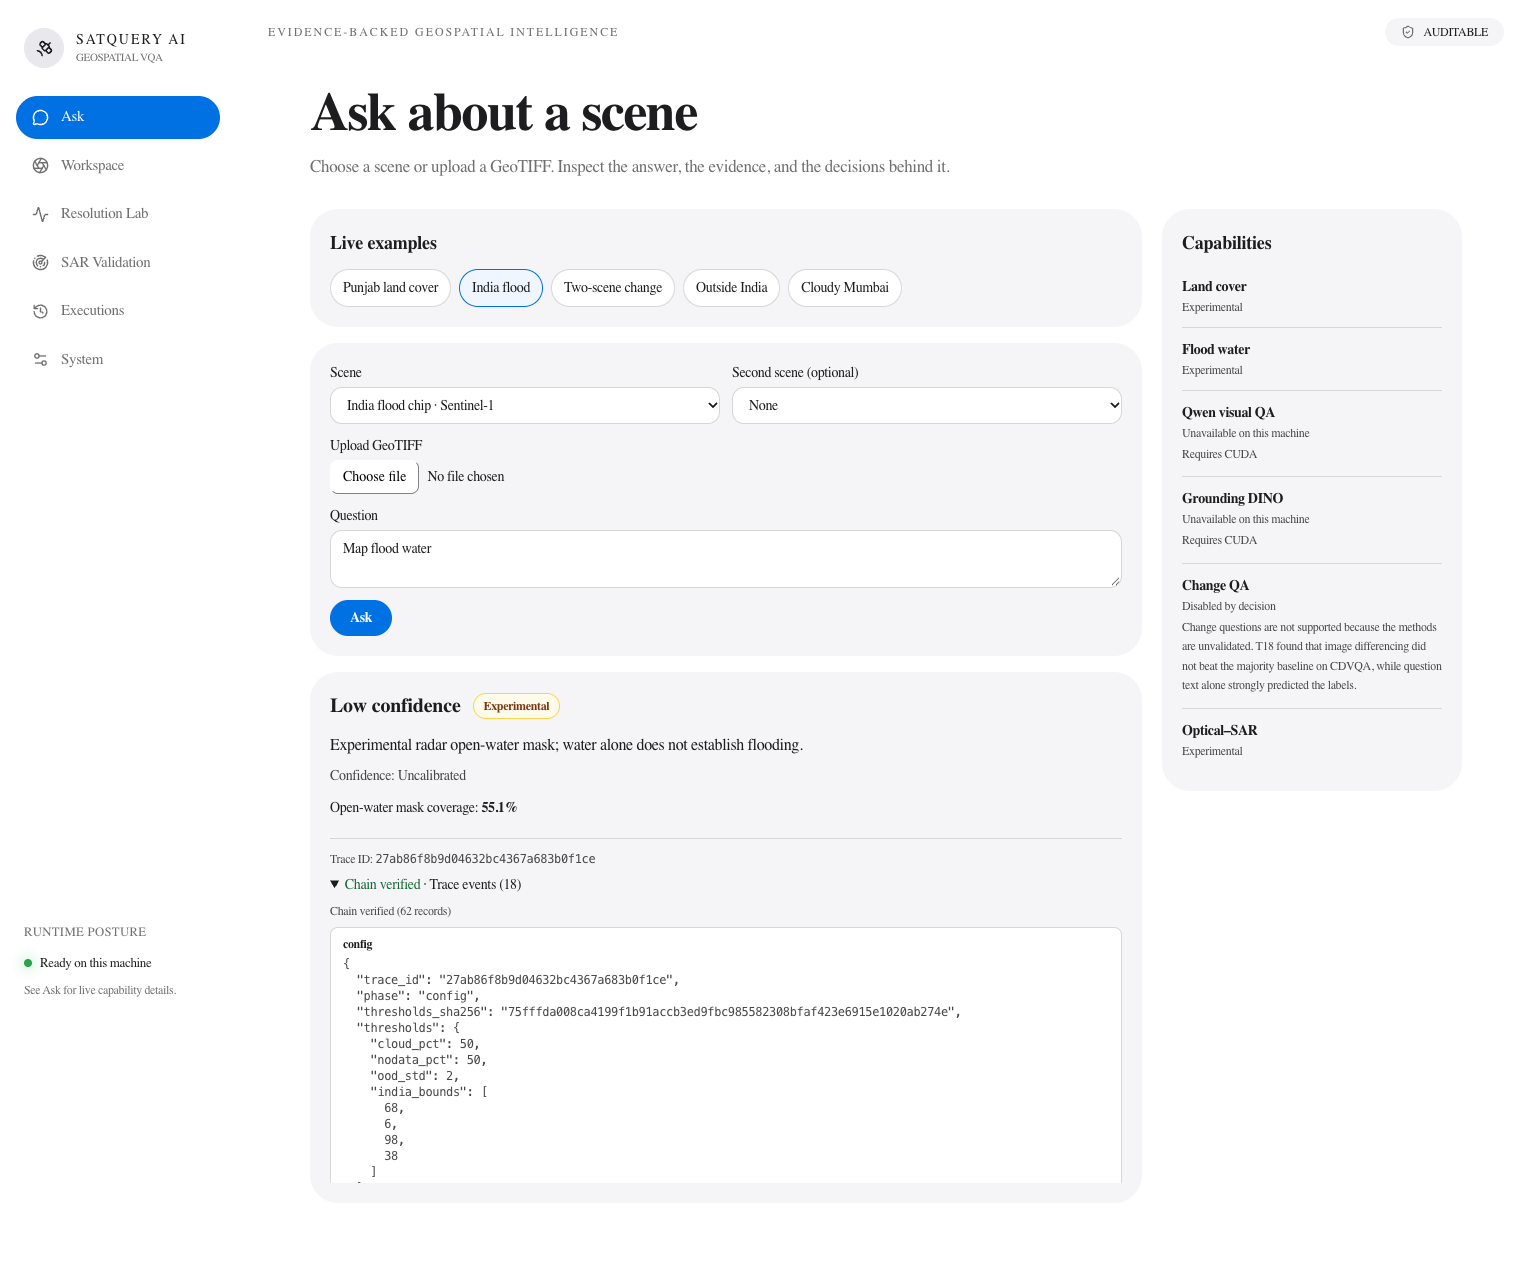 SATQUERY AI
GEOSPATIAL VQA
Ask
Workspace
Resolution Lab
SAR Validation
Executions
System
RUNTIME POSTURE
Ready on this machine
See Ask for live capability details.
EVIDENCE-BACKED GEOSPATIAL INTELLIGENCE
AUDITABLE
Ask about a scene
Choose a scene or upload a GeoTIFF. Inspect the answer, the evidence, and the decisions behind it.
Live examples
Punjab land cover
India flood
Two-scene change
Outside India
Cloudy Mumbai
Scene
Second scene (optional)
India flood chip · Sentinel-1
None
Upload GeoTIFF
Choose file No file chosen
Question
Map flood water
Ask
Low confidence Experimental
Experimental radar open-water mask; water alone does not establish flooding.
Confidence: Uncalibrated
Open-water mask coverage: 55.1%
Trace ID: 27ab86f8b9d04632bc4367a683b0f1ce
▼ Chain verified · Trace events (18)
Chain verified (62 records)
config
{
"trace_id": "27ab86f8b9d04632bc4367a683b0f1ce",
"phase": "config",
"thresholds_sha256": "75fffda008ca4199f1b91accb3ed9fbc985582308bfaf423e6915e1020ab274e",
"thresholds": {
"cloud_pct": 50,
"nodata_pct": 50,
"ood_std": 2,
"india_bounds": [
68,
6,
98,
38
]
Capabilities
Land cover
Experimental
Flood water
Experimental
Qwen visual QA
Unavailable on this machine
Requires CUDA
Grounding DINO
Unavailable on this machine
Requires CUDA
Change QA
Disabled by decision
Change questions are not supported because the methods
are unvalidated. T18 found that image differencing did
not beat the majority baseline on CDVQA, while question
text alone strongly predicted the labels.
Optical–SAR
Experimental